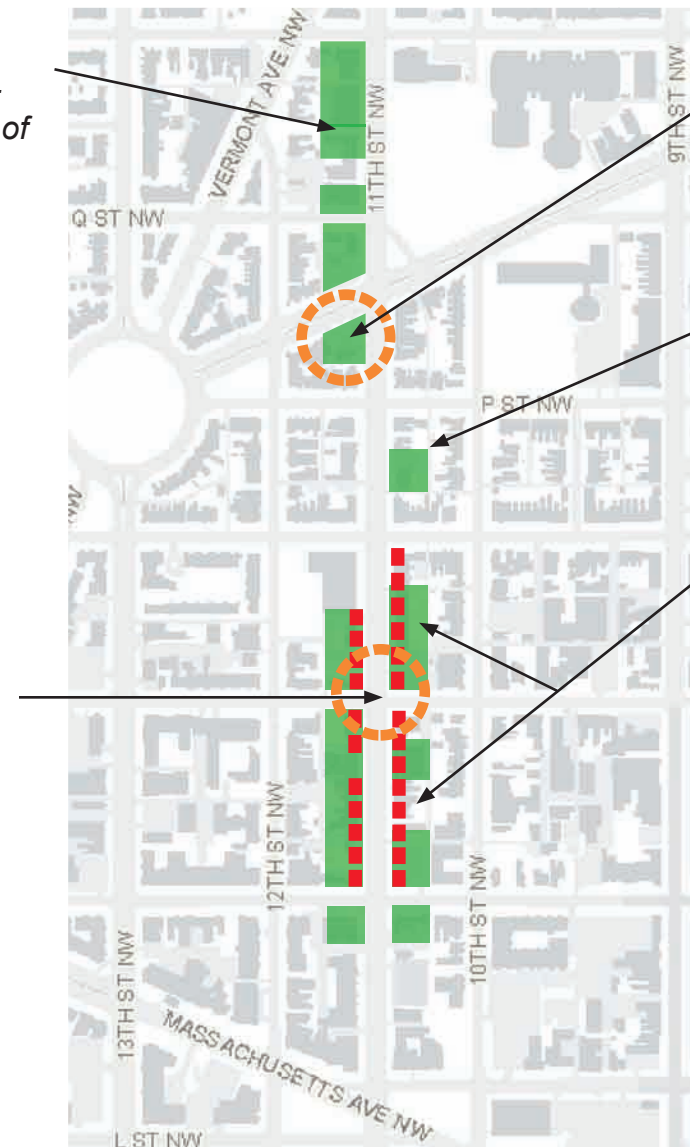 of
VERMONT AVE NW
11TH ST NW
9TH ST NW
Q ST NW
P ST NW
NW
12TH ST NW
10TH ST NW
13TH ST NW
MASSACHUSETTS AVE NW
L ST NW